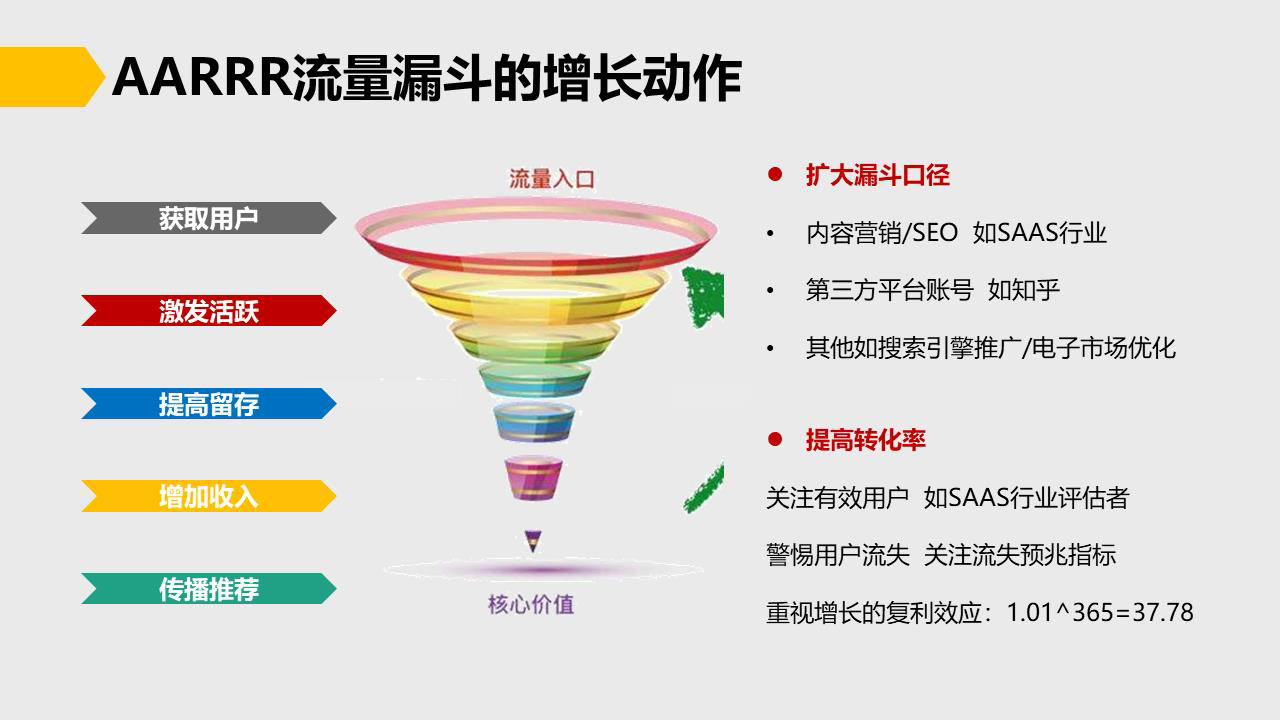 AARRR流量漏斗的增长动作
获取用户
激发活跃
提高留存
增加收入
传播推荐
流量入口
核心价值
● 扩大漏斗口径
• 内容营销/SEO 如SAAS行业
• 第三方平台账号 如知乎
• 其他如搜索引擎推广/电子市场优化
● 提高转化率
关注有效用户 如SAAS行业评估者
警惕用户流失 关注流失预兆指标
重视增长的复利效应：1.01^365=37.78